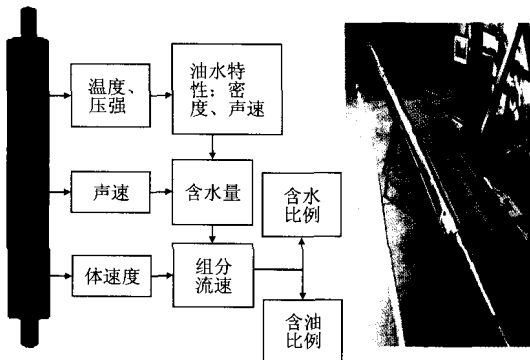 温度、
压强
油水特
性：密
度、声速
声速
含水量
含水
比例
体速度
组分
流速
含油
比例